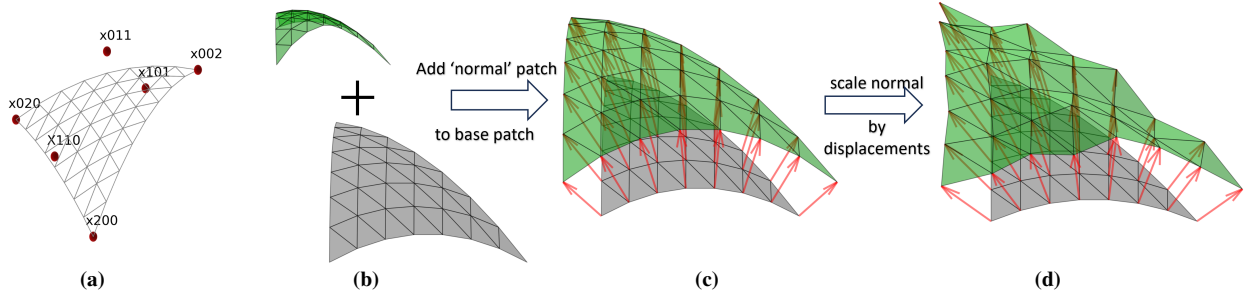 x011
x002
x101
x020
X110
x200
(a)
+
(b)
Add ‘normal’ patch
to base patch
(c)
scale normal
by
displacements
(d)